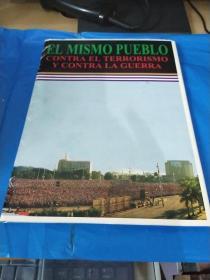 EL MISMO PUEBLO
CONTRA EL TERRORISMO
Y CONTRA LA GUERRA